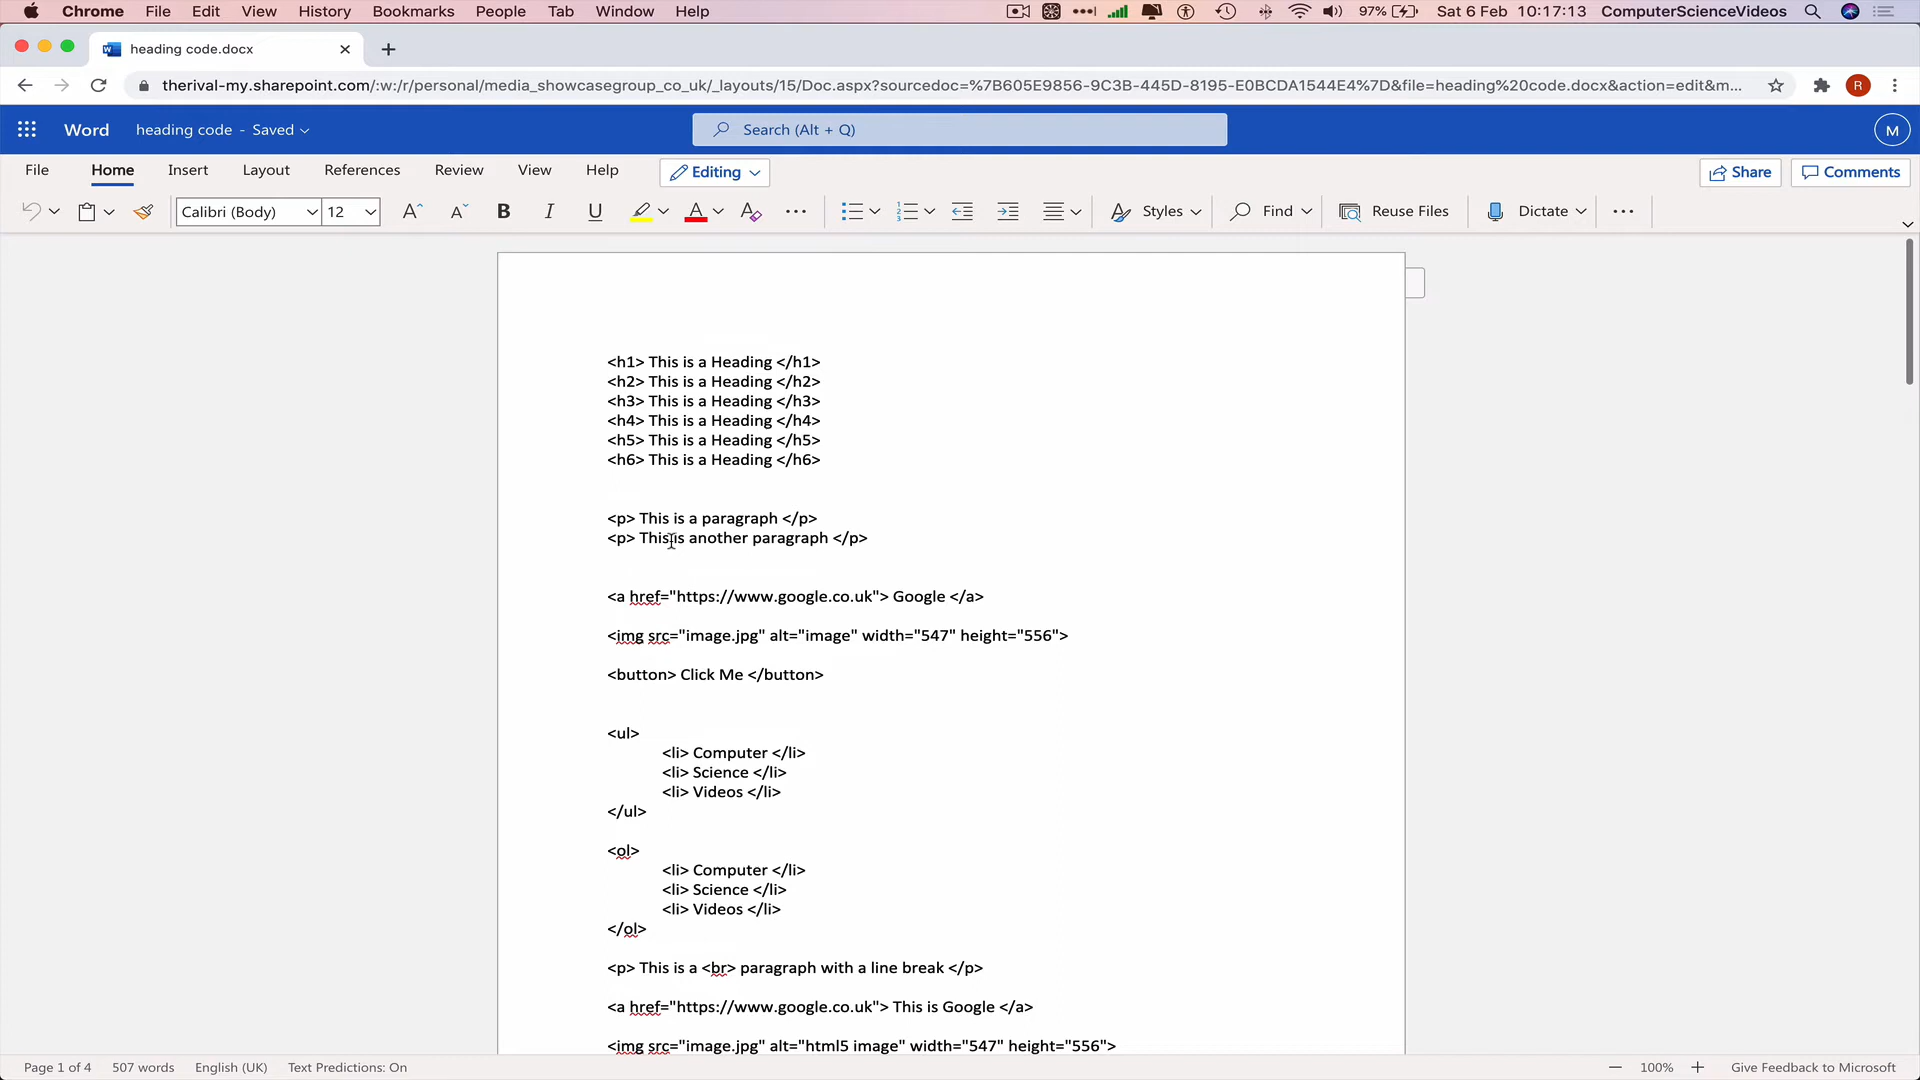 Chrome File Edit View History Bookmarks People Tab Window Help 97% Sat 6 Feb 10:17:13 ComputerScienceVideos
heading code.docx
therival-my.sharepoint.com/:w:/r/personal/media_showcasegroup_co_uk/_layouts/15/Doc.aspx?sourcedoc=%7B605E9856-9C3B-445D-8195-E0BCDA1544E4%7D&file=heading%20code.docx&action=edit&m...
R
Word heading code - Saved Search (Alt + Q) M
File Home Insert Layout References Review View Help Editing Share Comments
Calibri (Body) 12 A A B I U A A Styles Find Reuse Files Dictate
<h1> This is a Heading </h1>
<h2> This is a Heading </h2>
<h3> This is a Heading </h3>
<h4> This is a Heading </h4>
<h5> This is a Heading </h5>
<h6> This is a Heading </h6>
<p> This is a paragraph </p>
<p> This is another paragraph </p>
<a href="https://www.google.co.uk"> Google </a>
<img src="image.jpg" alt="image" width="547" height="556">
<button> Click Me </button>
<ul>
<li> Computer </li>
<li> Science </li>
<li> Videos </li>
</ul>
<ol>
<li> Computer </li>
<li> Science </li>
<li> Videos </li>
</ol>
<p> This is a <br> paragraph with a line break </p>
<a href="https://www.google.co.uk"> This is Google </a>
<img src="image.jpg" alt="html5 image" width="547" height="556">
Page 1 of 4 507 words English (UK) Text Predictions: On 100% Give Feedback to Microsoft